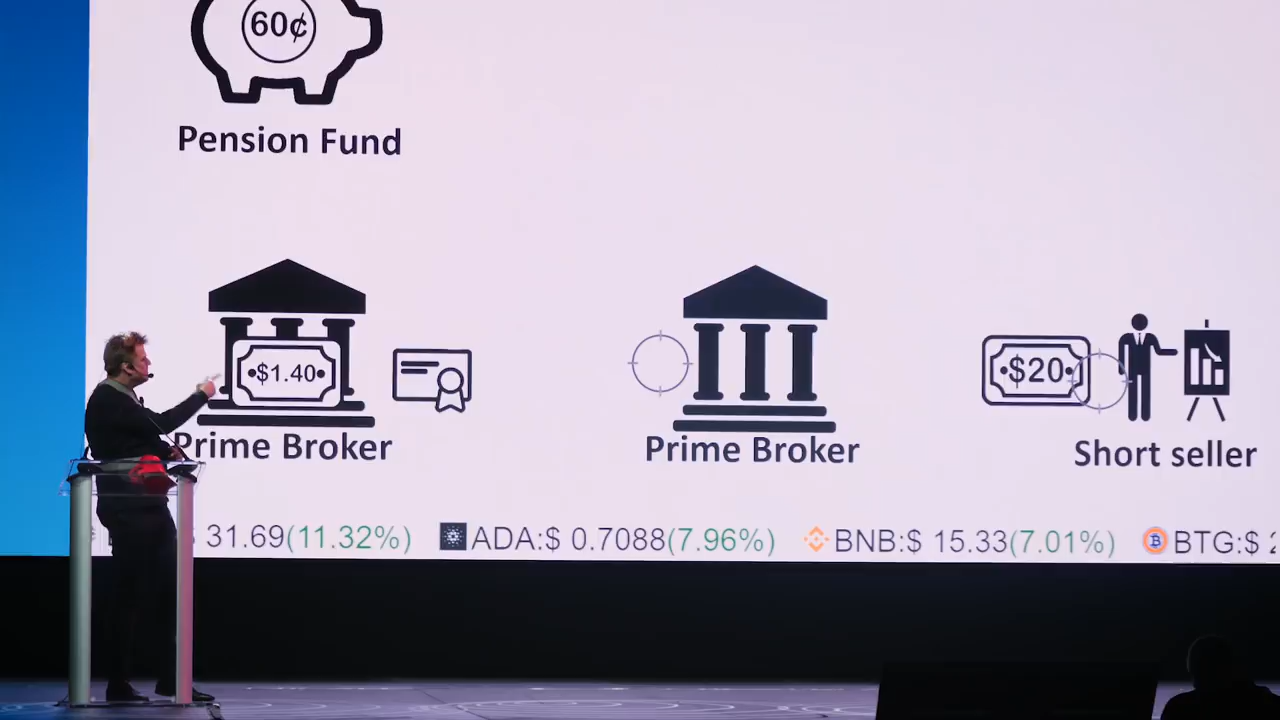 60¢
Pension Fund
$1.40
Prime Broker
Prime Broker
$20
Short seller
$ 31.69(11.32%) ADA:$ 0.7088(7.96%) BNB:$ 15.33(7.01%) BTG:$